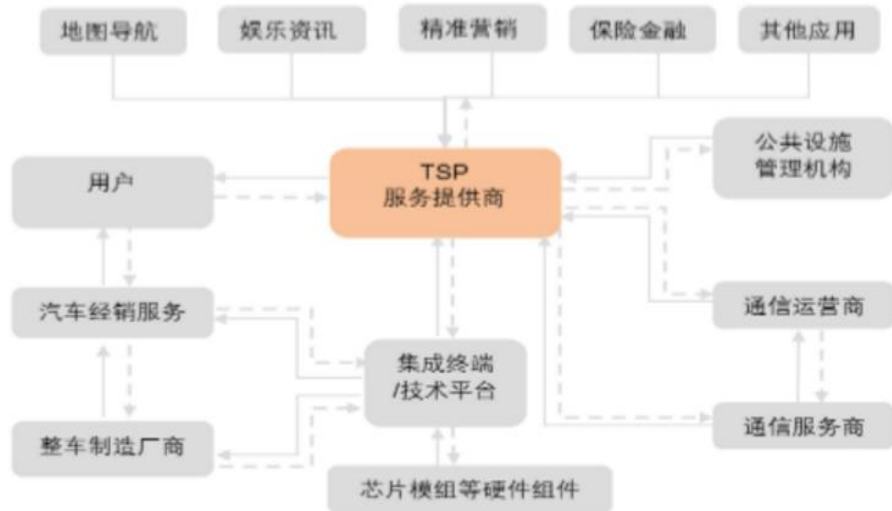 地图导航
娱乐资讯
精准营销
保险金融
其他应用
公共设施
管理机构
TSP
服务提供商
用户
汽车经销服务
通信运营商
集成终端
/技术平台
整车制造厂商
通信服务商
芯片模组等硬件组件